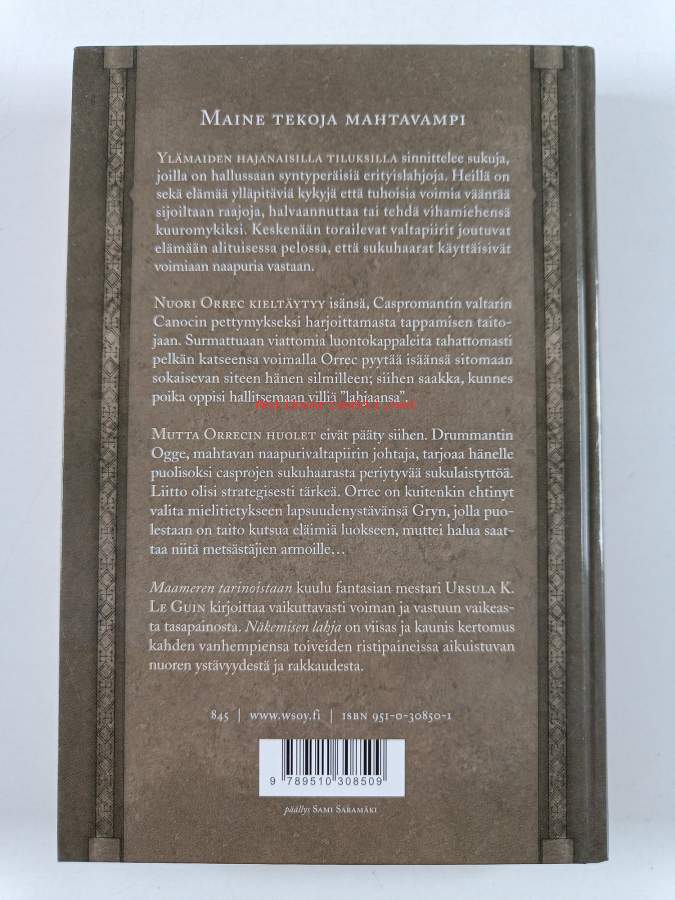 Maine tekoja mahtavampi
Ylämaiden hajanaisilla tiluksilla sinnittelee sukuja,
joilla on hallussaan syntyperäisiä erityislahjoja. Heillä on
sekä elämää ylläpitäviä kykyjä että tuhoisia voimia vääntää
sijoiltaan raajoja, halvaannuttaa tai tehdä vihamiehensä
kuuromykiksi. Keskenään torailevat valtapiirit joutuvat
elämään alituisessa pelossa, että sukuhaarat käyttäisivät
voimiaan naapuria vastaan.
Nuori Orrec kieltäytyy isänsä, Caspromantin valtarin
Canocin pettymykseksi harjoittamasta tappamisen taito-
jaan. Surmattuaan viattomia luontokappaleita tahattomasti
pelkän katseensa voimalla Orrec pyytää isäänsä sitomaan
sokaisevan siteen hänen silmilleen; siihen saakka, kunnes
poika oppisi hallitsemaan villiä "lahjaansa".
Mutta Orrecin huolet eivät pääty siihen. Drummantin
Ogge, mahtavan naapurivaltapiirin johtaja, tarjoaa hänelle
puolisoksi casprojen sukuhaarasta periytyvää sukulaistyttöä.
Liitto olisi strategisesti tärkeä. Orrec on kuitenkin ehtinyt
valita mielitietykseen lapsuudenystävänsä Gryn, jolla puo-
lestaan on taito kutsua eläimiä luokseen, muttei halua saat-
taa niitä metsästäjien armoille…
Maameren tarinoistaan kuulu fantasian mestari Ursula K.
Le Guin kirjoittaa vaikuttavasti voiman ja vastuun vaikeas-
ta tasapainosta. Näkemisen lahja on viisas ja kaunis kertomus
kahden vanhempiensa toiveiden ristipaineissa aikuistuvan
nuoren ystävyydestä ja rakkaudesta.
845 | www.wsoy.fi | ISBN 951-0-30850-1
9 789510 308509
päällys Sami Saramäki